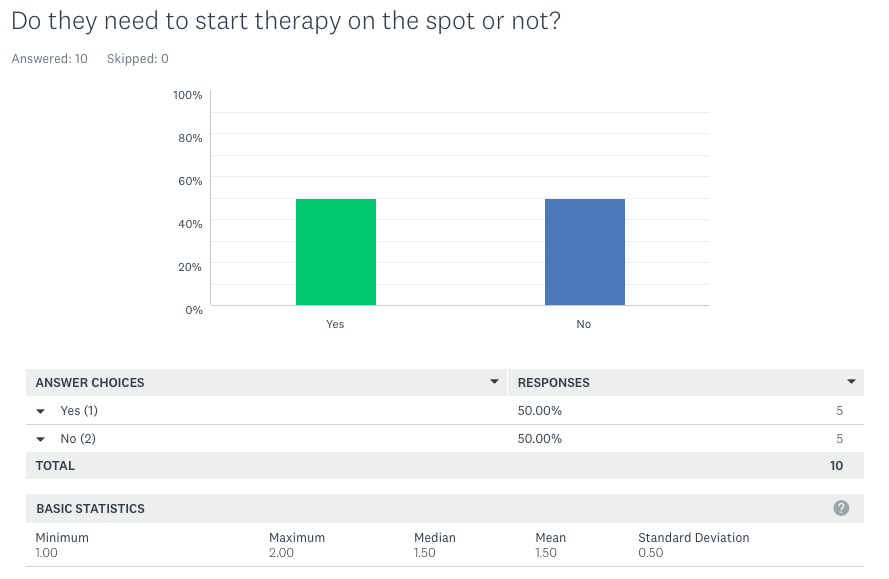 Do they need to start therapy on the spot or not?
Answered: 10 Skipped: 0
100%
80%
60%
40%
20%
0%
Yes No
ANSWER CHOICES RESPONSES
Yes (1) 50.00% 5
No (2) 50.00% 5
TOTAL 10
BASIC STATISTICS ?
Minimum Maximum Median Mean Standard Deviation
1.00 2.00 1.50 1.50 0.50